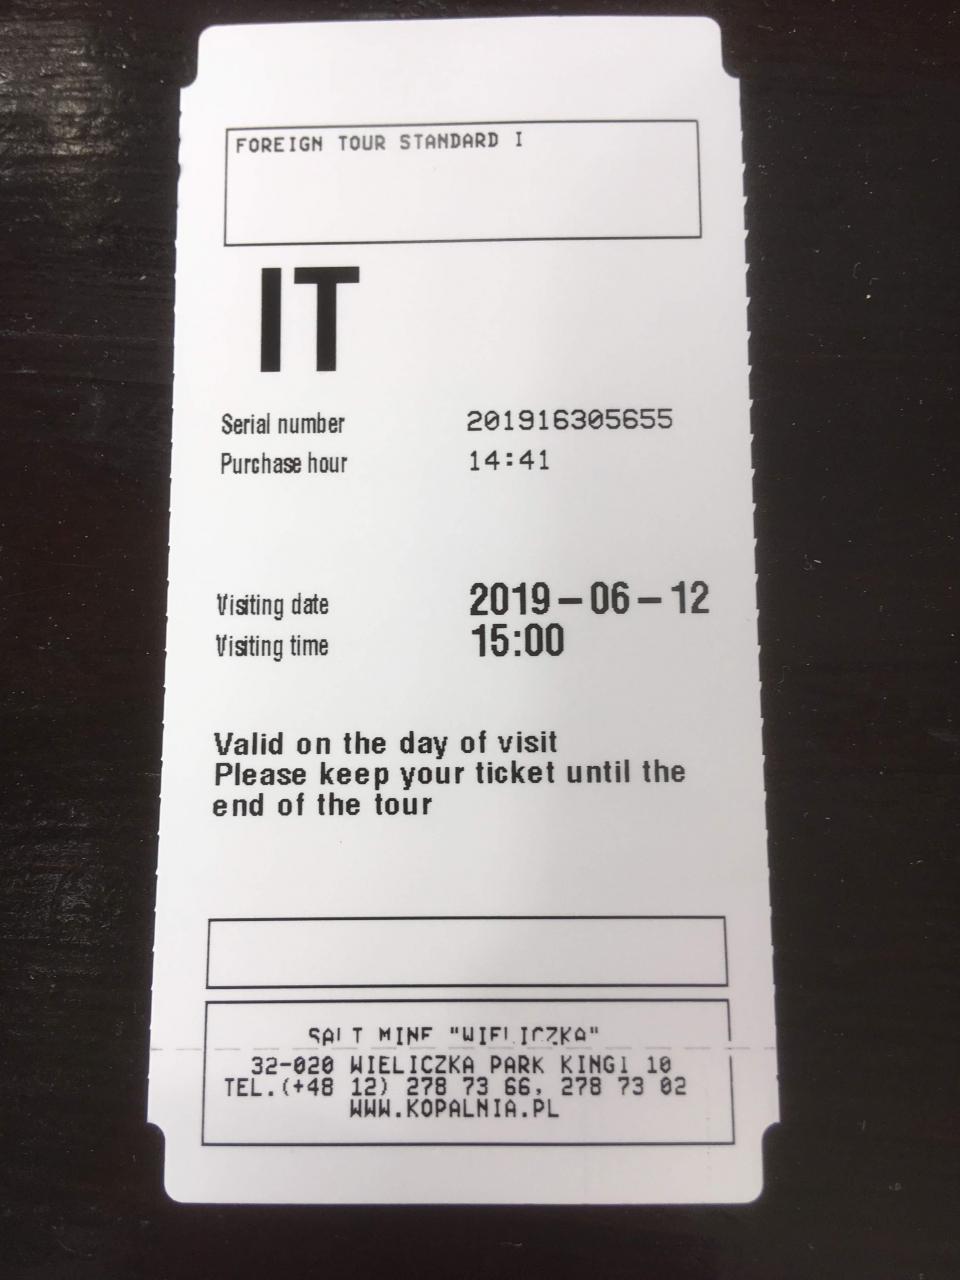 FOREIGN TOUR STANDARD I
IT
Serial number 201916305655
Purchase hour 14:41
Visiting date 2019-06-12
Visiting time 15:00
Valid on the day of visit
Please keep your ticket until the
end of the tour
SALT MINE "WIELICZKA"
32-020 WIELICZKA PARK KINGI 10
TEL.(+48 12) 278 73 66, 278 73 02
WWW.KOPALNIA.PL